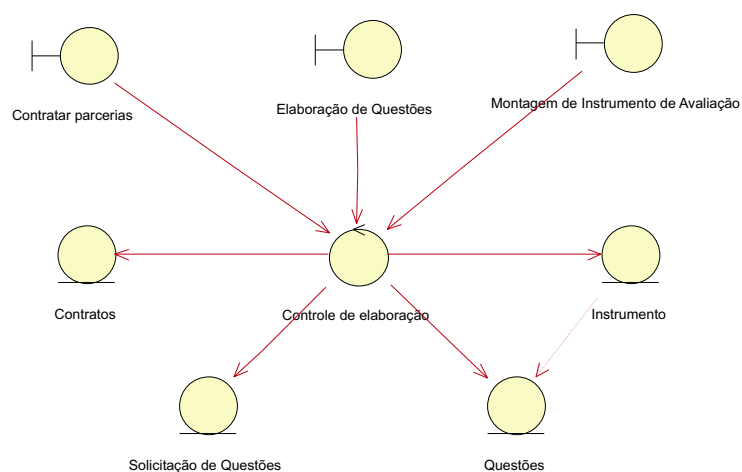 Contratar parcerias
Elaboração de Questões
Montagem de Instrumento de Avaliação
Contratos
Controle de elaboração
Instrumento
Solicitação de Questões
Questões